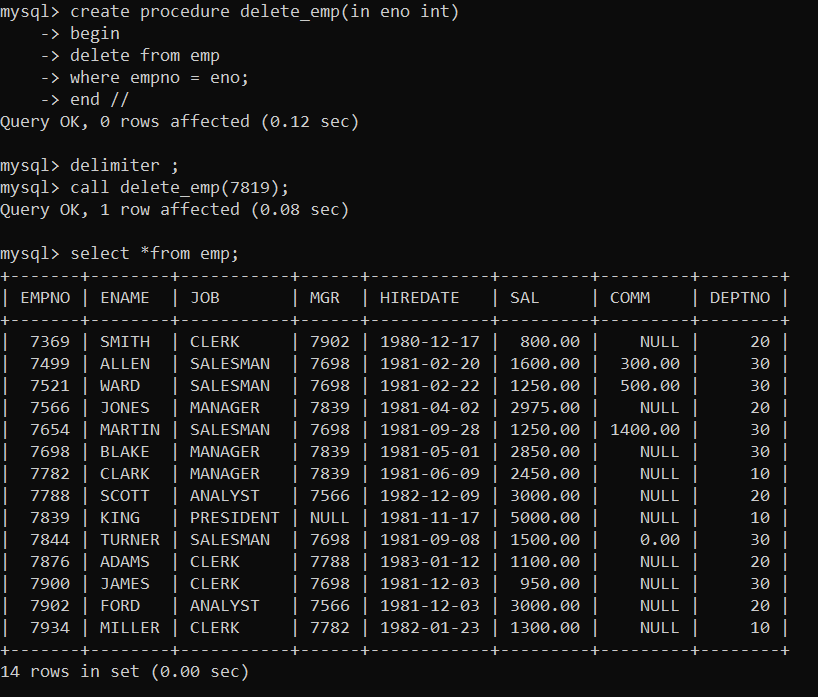 mysql> create procedure delete_emp(in eno int)
    -> begin
    -> delete from emp
    -> where empno = eno;
    -> end //
Query OK, 0 rows affected (0.12 sec)

mysql> delimiter ;
mysql> call delete_emp(7819);
Query OK, 1 row affected (0.08 sec)

mysql> select *from emp;
+-------+--------+-----------+------+------------+---------+---------+--------+
| EMPNO | ENAME  | JOB       | MGR  | HIREDATE   | SAL     | COMM    | DEPTNO |
+-------+--------+-----------+------+------------+---------+---------+--------+
|  7369 | SMITH  | CLERK     | 7902 | 1980-12-17 |  800.00 |    NULL |     20 |
|  7499 | ALLEN  | SALESMAN  | 7698 | 1981-02-20 | 1600.00 |  300.00 |     30 |
|  7521 | WARD   | SALESMAN  | 7698 | 1981-02-22 | 1250.00 |  500.00 |     30 |
|  7566 | JONES  | MANAGER   | 7839 | 1981-04-02 | 2975.00 |    NULL |     20 |
|  7654 | MARTIN | SALESMAN  | 7698 | 1981-09-28 | 1250.00 | 1400.00 |     30 |
|  7698 | BLAKE  | MANAGER   | 7839 | 1981-05-01 | 2850.00 |    NULL |     30 |
|  7782 | CLARK  | MANAGER   | 7839 | 1981-06-09 | 2450.00 |    NULL |     10 |
|  7788 | SCOTT  | ANALYST   | 7566 | 1982-12-09 | 3000.00 |    NULL |     20 |
|  7839 | KING   | PRESIDENT | NULL | 1981-11-17 | 5000.00 |    NULL |     10 |
|  7844 | TURNER | SALESMAN  | 7698 | 1981-09-08 | 1500.00 |    0.00 |     30 |
|  7876 | ADAMS  | CLERK     | 7788 | 1983-01-12 | 1100.00 |    NULL |     20 |
|  7900 | JAMES  | CLERK     | 7698 | 1981-12-03 |  950.00 |    NULL |     30 |
|  7902 | FORD   | ANALYST   | 7566 | 1981-12-03 | 3000.00 |    NULL |     20 |
|  7934 | MILLER | CLERK     | 7782 | 1982-01-23 | 1300.00 |    NULL |     10 |
+-------+--------+-----------+------+------------+---------+---------+--------+
14 rows in set (0.00 sec)